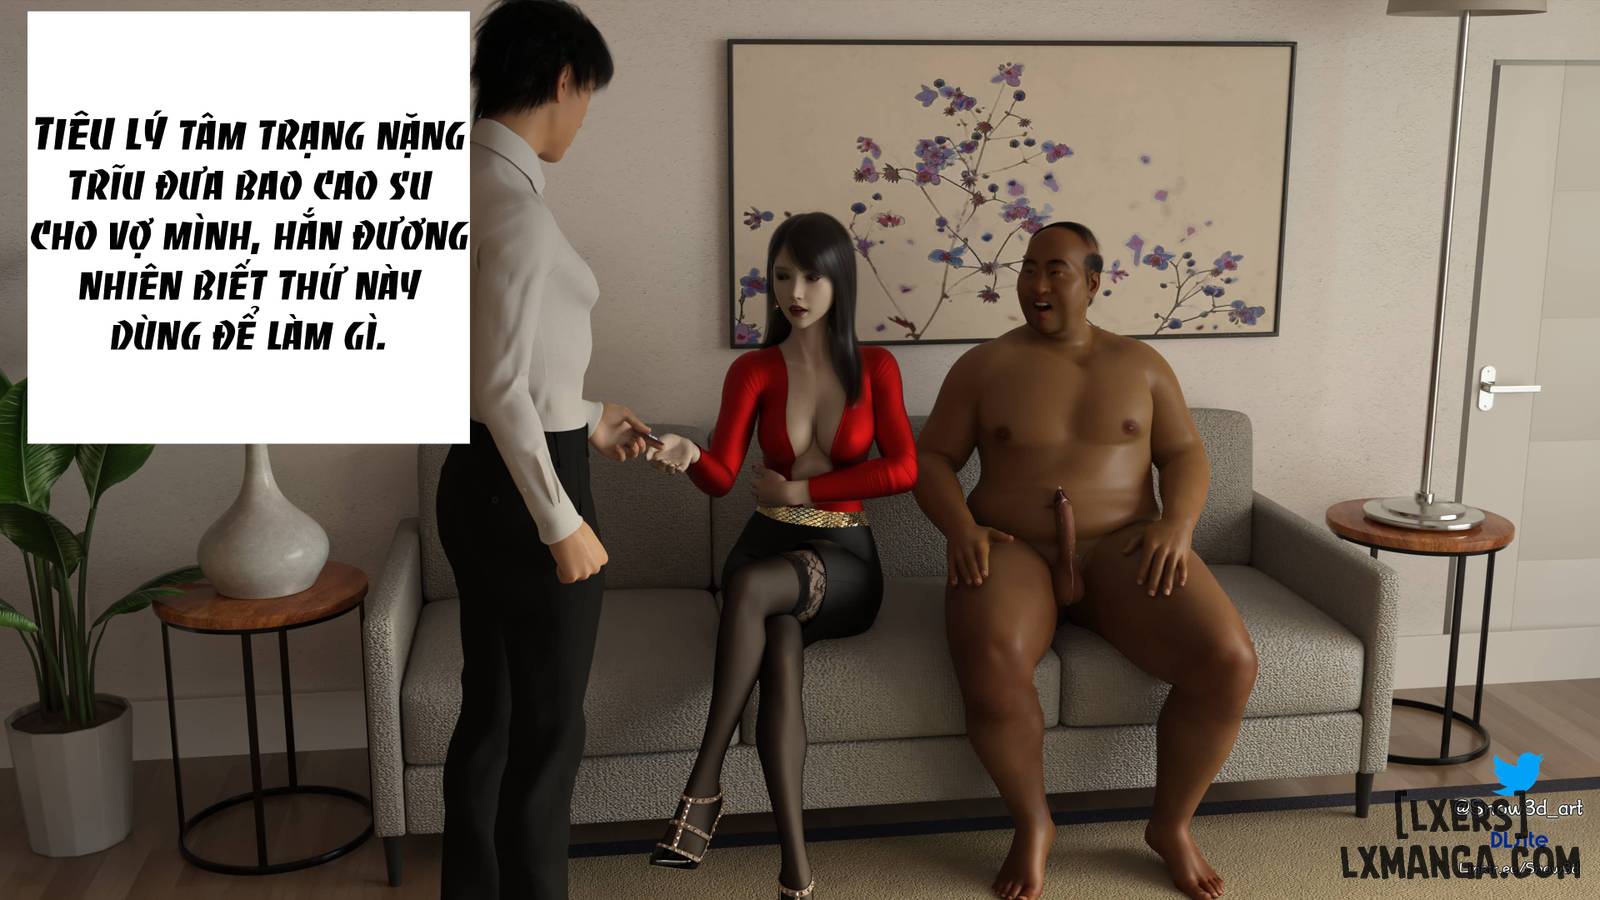 TIÊU LÝ TÂM TRẠNG NẶNG
TRĨU ĐƯA BAO CAO SU
CHO VỢ MÌNH, HẮN ĐƯƠNG
NHIÊN BIẾT THỨ NÀY
DÙNG ĐỂ LÀM GÌ.
@Snow3d_art
[LXERS]
LXMANGA.COM